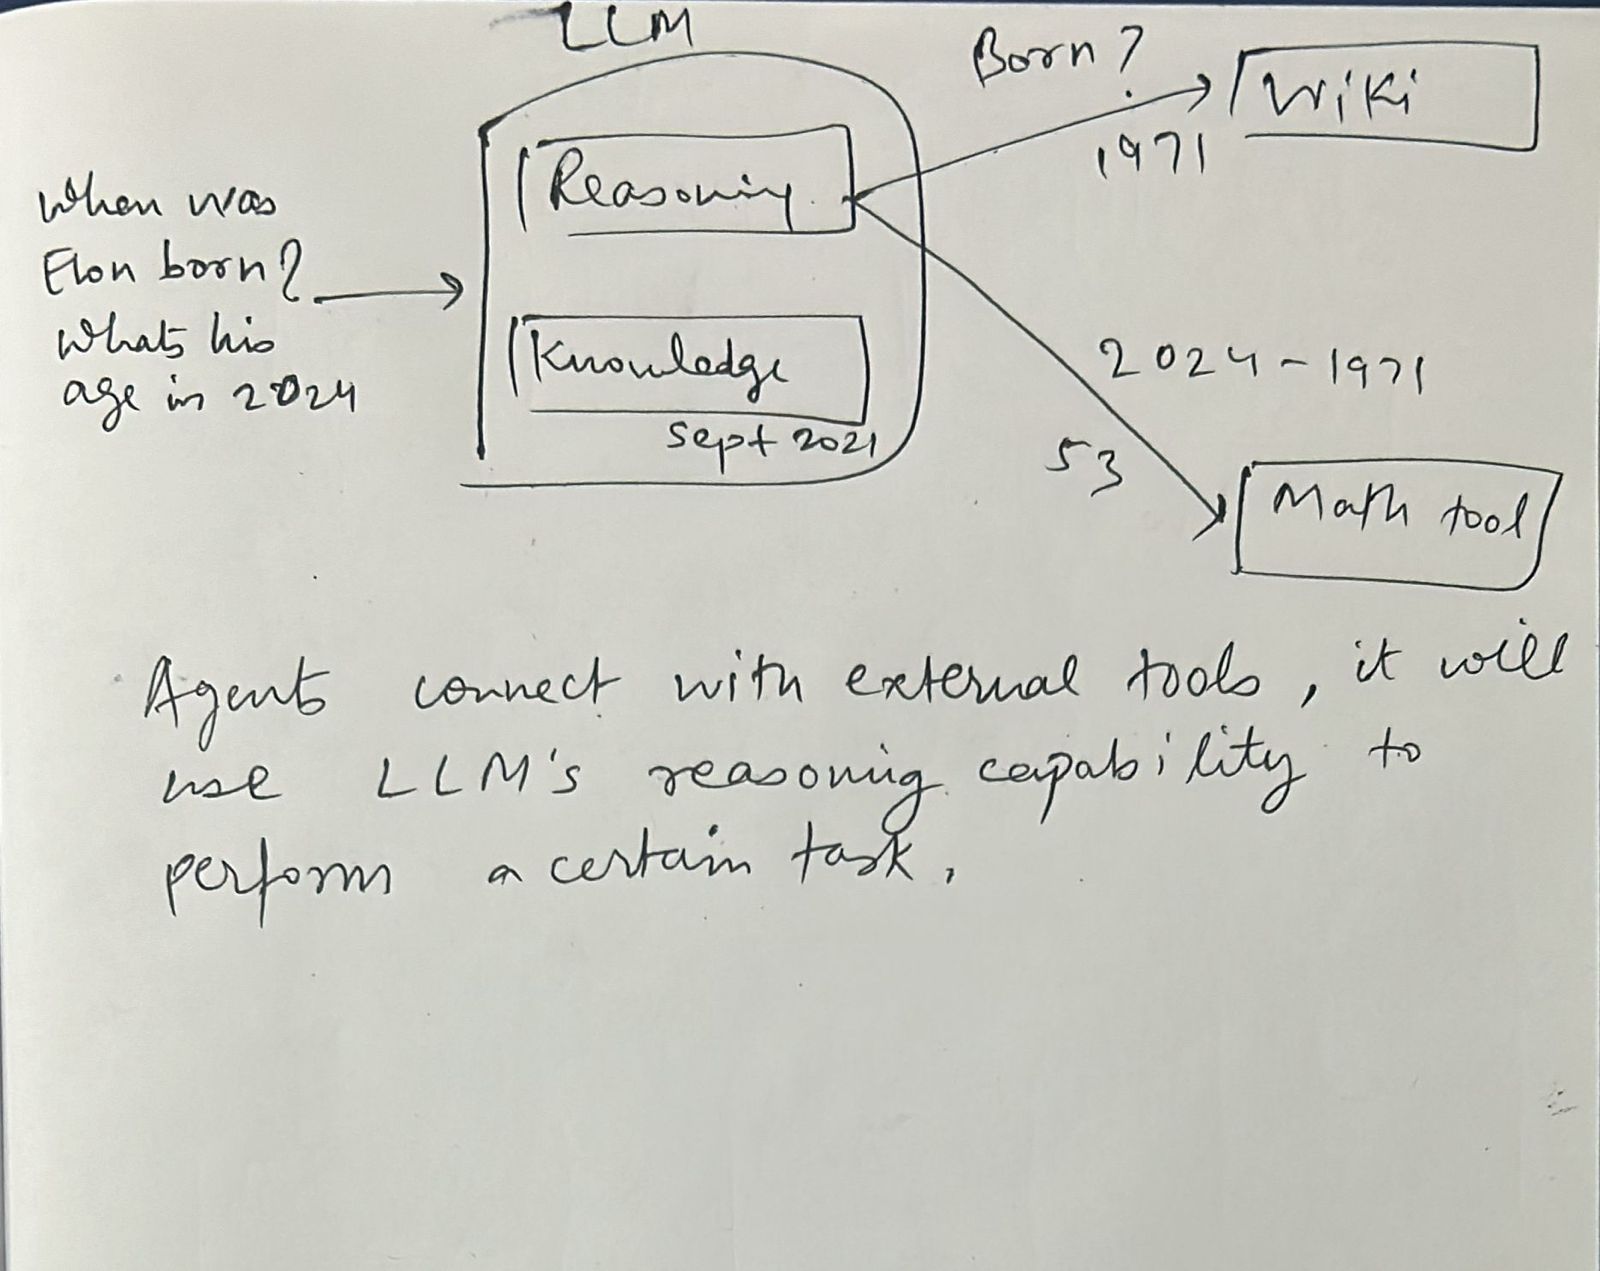 LLM
Born?
Wiki
1971
Reasoning
When was
Elon born?
Whats his
age in 2024
Knowledge
Sept 2021
2024-1971
53
Math tool
Agents connect with external tools, it will
use LLM's reasoning capability to
perform a certain task.